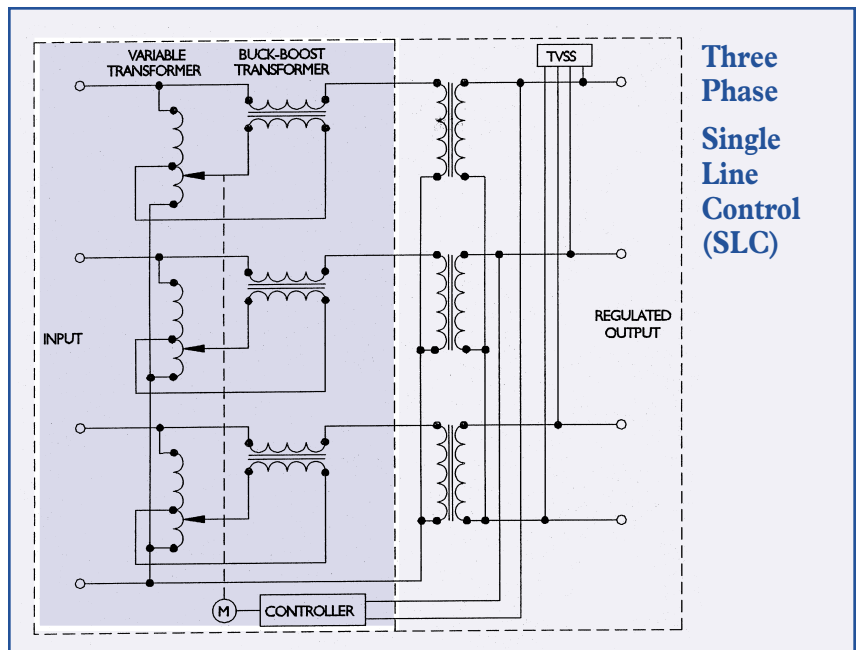 VARIABLE
TRANSFORMER
BUCK-BOOST
TRANSFORMER
TVSS
Three
Phase
Single
Line
Control
(SLC)
INPUT
REGULATED
OUTPUT
M
CONTROLLER